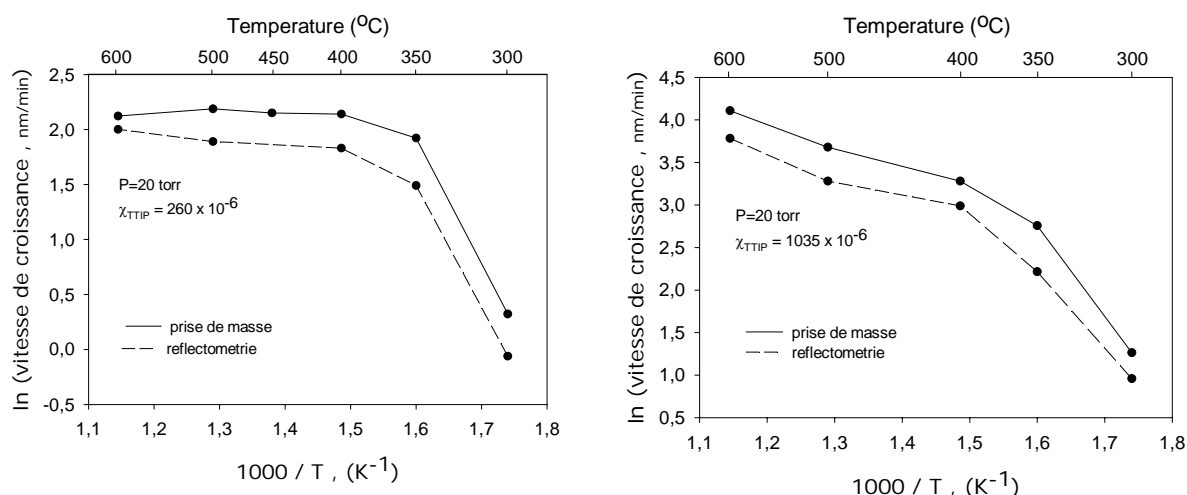 Temperature (⁰C)
600 500 450 400 350 300
2,5
2,0
1,5
1,0
0,5
0,0
-0,5
ln (vitesse de croissance , nm/min)
P=20 torr
χTTIP = 260 x 10⁻⁶
prise de masse
reflectometrie
1,1 1,2 1,3 1,4 1,5 1,6 1,7 1,8
1000 / T , (K⁻¹)
Temperature (⁰C)
600 500 400 350 300
4,5
4,0
3,5
3,0
2,5
2,0
1,5
1,0
0,5
ln (vitesse de croissance , nm/min)
P=20 torr
χTTIP = 1035 x 10⁻⁶
prise de masse
reflectometrie
1,1 1,2 1,3 1,4 1,5 1,6 1,7 1,8
1000 / T , (K⁻¹)